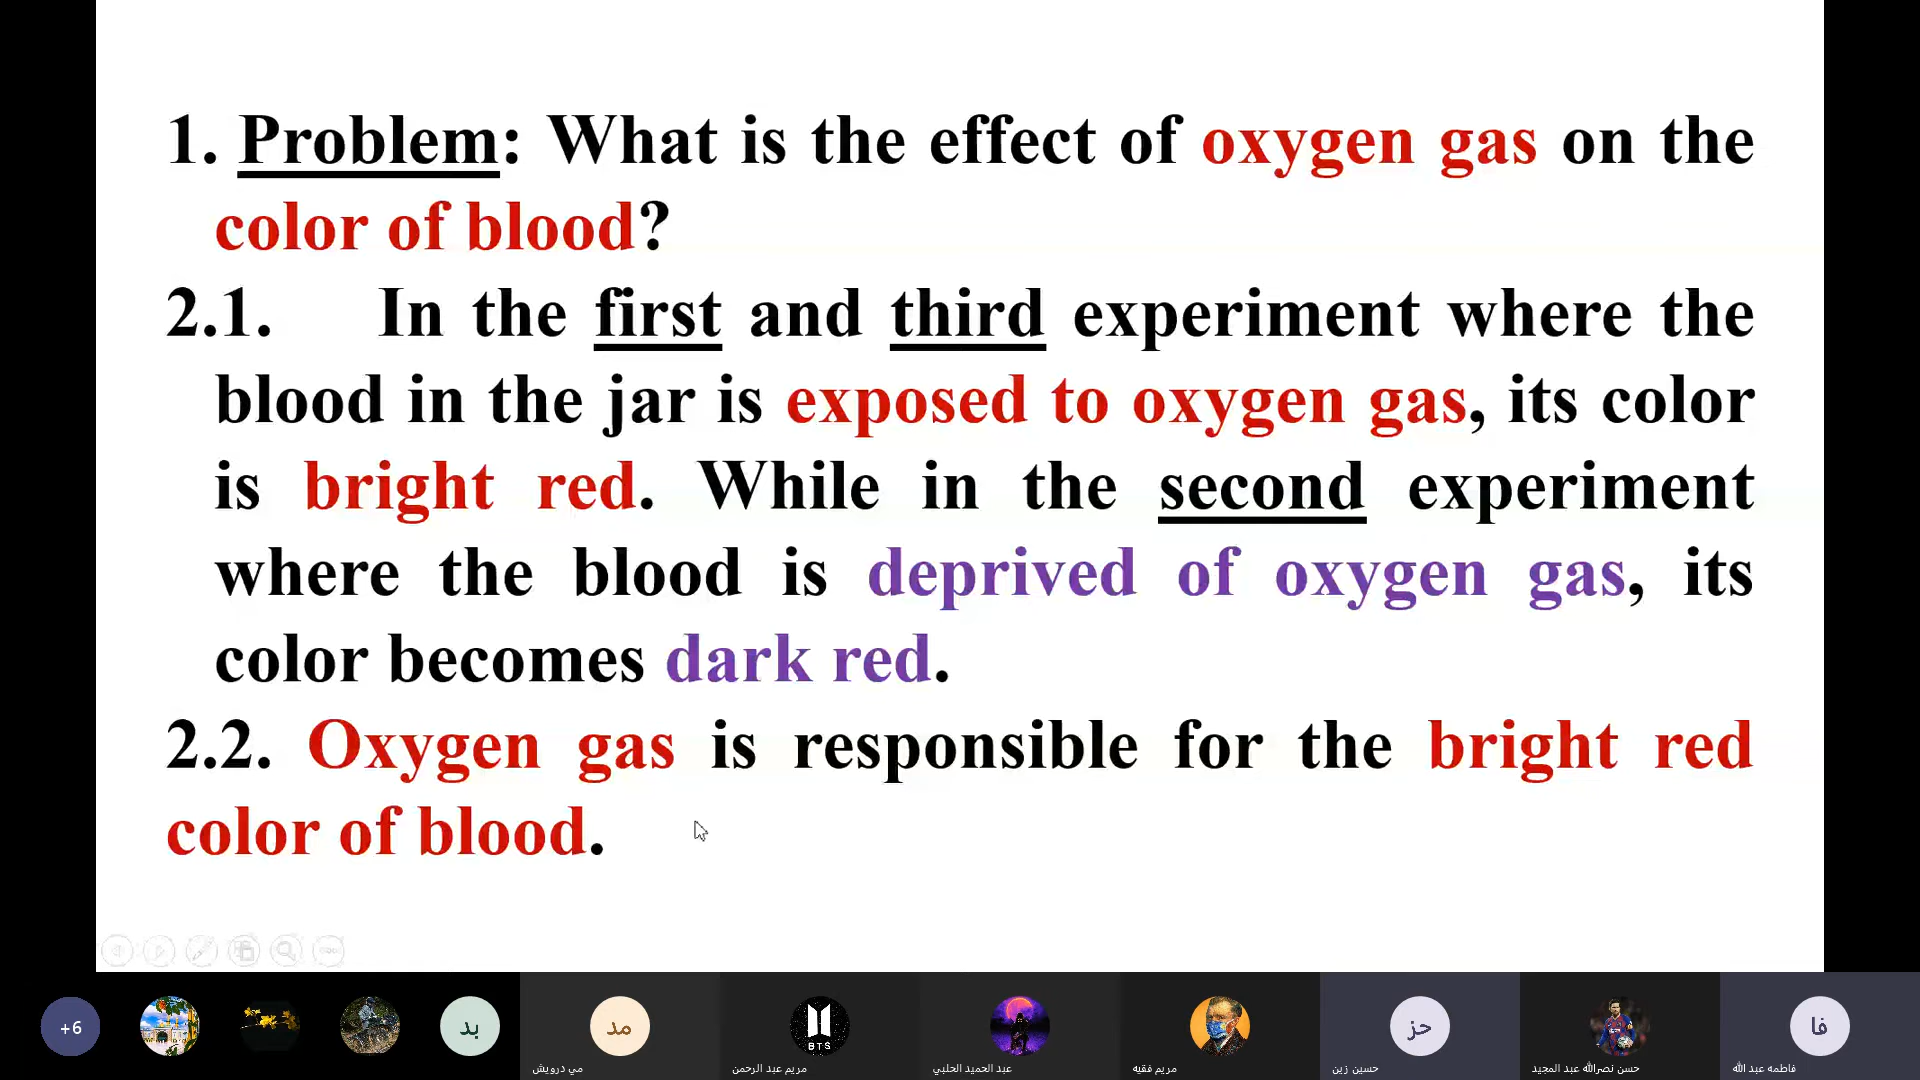 1. Problem: What is the effect of oxygen gas on the
color of blood?
2.1. In the first and third experiment where the
blood in the jar is exposed to oxygen gas, its color
is bright red. While in the second experiment
where the blood is deprived of oxygen gas, its
color becomes dark red.
2.2. Oxygen gas is responsible for the bright red
color of blood.
+6
بد
مد
BTS
حز
فا
مي درويش
مريم عبد الرحمن
عبد الحميد الحلبي
مريم فقيه
حسين زين
حسن نصرالله عبد المجيد
فاطمه عبد الله